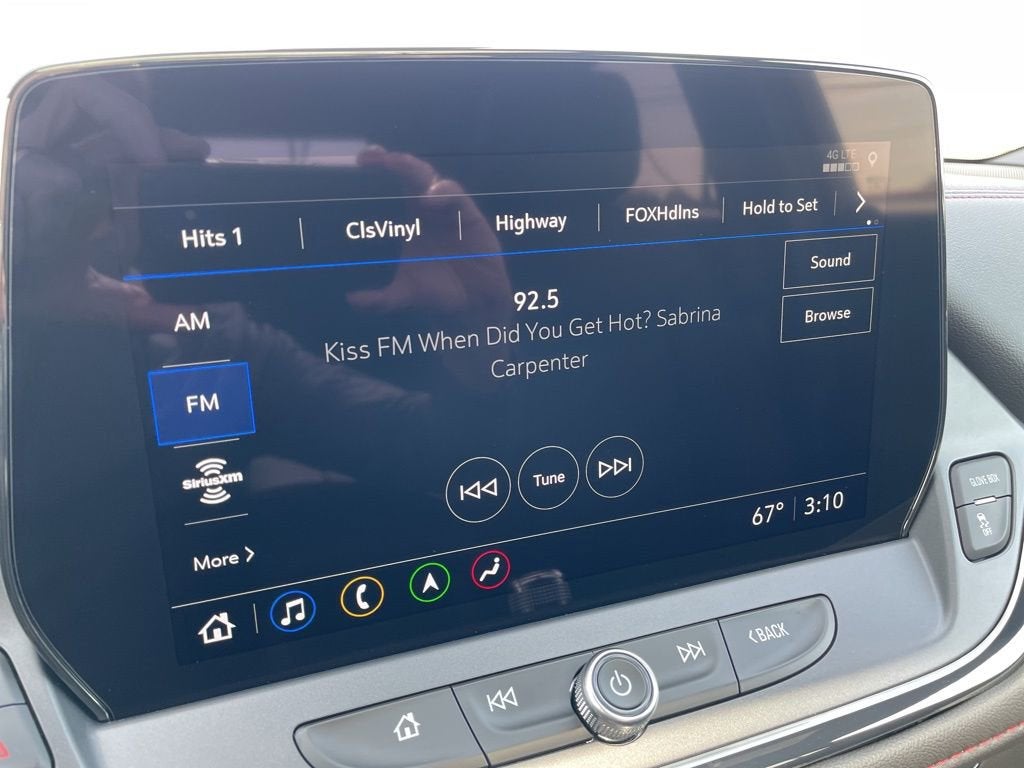 4G LTE
Hits 1
ClsVinyl
Highway
FOXHdlns
Hold to Set
Sound
Browse
AM
FM
SiriusXM
More
92.5
Kiss FM When Did You Get Hot? Sabrina
Carpenter
Tune
67° 3:10
GLOVE BOX
OFF
BACK